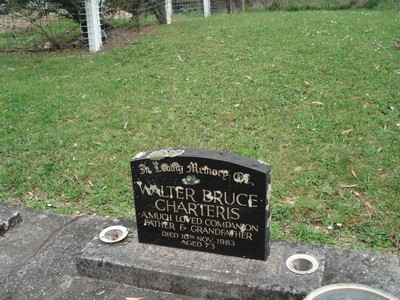 In Loving Memory Of
WALTER BRUCE
CHARTERIS
A MUCH LOVED COMPANION
FATHER & GRANDFATHER
DIED 10TH NOV. 1983
AGED 73